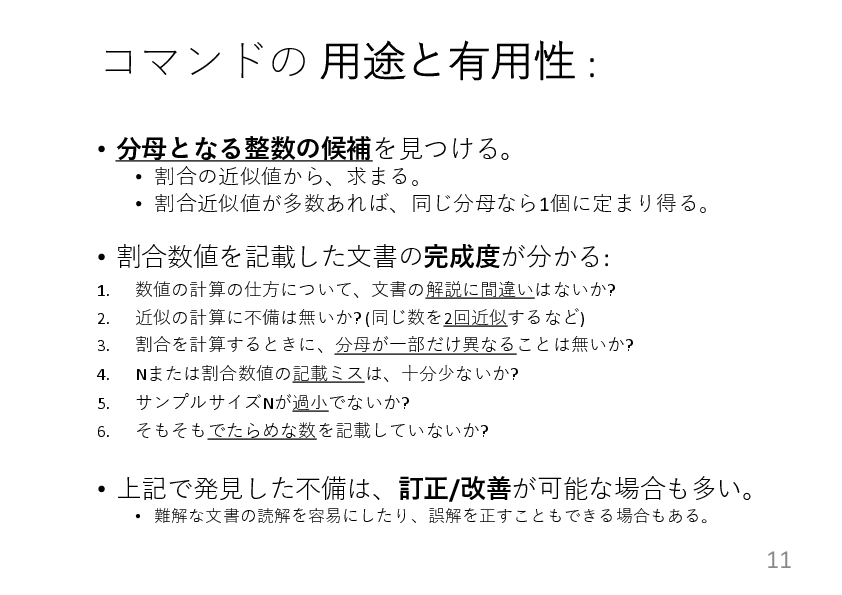 コマンドの 用途と有用性 :
• 分母となる整数の候補を見つける。
• 割合の近似値から、求まる。
• 割合近似値が多数あれば、同じ分母なら1個に定まり得る。
• 割合数値を記載した文書の完成度が分かる:
1. 数値の計算の仕方について、文書の解説に間違いはないか?
2. 近似の計算に不備は無いか? (同じ数を2回近似するなど)
3. 割合を計算するときに、分母が一部だけ異なることは無いか?
4. Nまたは割合数値の記載ミスは、十分少ないか?
5. サンプルサイズNが過小でないか?
6. そもそもでたらめな数を記載していないか?
• 上記で発見した不備は、訂正/改善が可能な場合も多い。
• 難解な文書の読解を容易にしたり、誤解を正すこともできる場合もある。
11